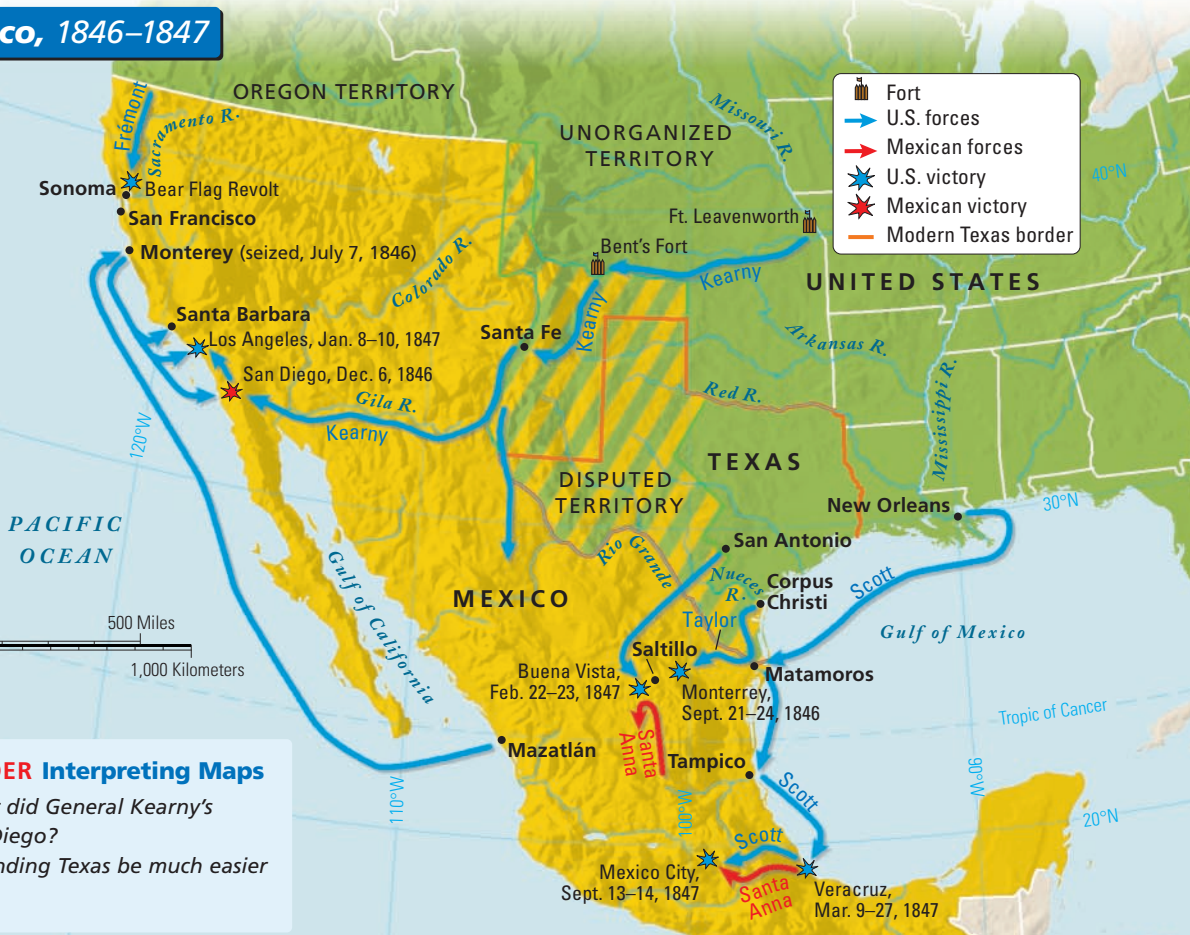 co, 1846–1847
Fort
U.S. forces
Mexican forces
U.S. victory
Mexican victory
Modern Texas border
OREGON TERRITORY
UNORGANIZED
TERRITORY
Missouri R.
40°N
Frémont
Sacramento R.
Sonoma
Bear Flag Revolt
San Francisco
Monterey (seized, July 7, 1846)
Colorado R.
Ft. Leavenworth
Bent's Fort
Kearny
UNITED STATES
Santa Barbara
Los Angeles, Jan. 8–10, 1847
San Diego, Dec. 6, 1846
Santa Fe
Kearny
Arkansas R.
Mississippi R.
Gila R.
Kearny
Red R.
120°W
TEXAS
DISPUTED
TERRITORY
New Orleans
30°N
PACIFIC
OCEAN
Gulf of California
MEXICO
Rio Grande
San Antonio
Nueces
R.
Corpus
Christi
Scott
Gulf of Mexico
Taylor
500 Miles
1,000 Kilometers
Saltillo
Buena Vista,
Feb. 22–23, 1847
Monterrey,
Sept. 21–24, 1846
Matamoros
Tropic of Cancer
Santa
Anna
Mazatlán
Tampico
110°W
100°W
90°W
20°N
Scott
Scott
Mexico City,
Sept. 13–14, 1847
Santa
Anna
Veracruz,
Mar. 9–27, 1847
DER Interpreting Maps
did General Kearny's
Diego?
nding Texas be much easier